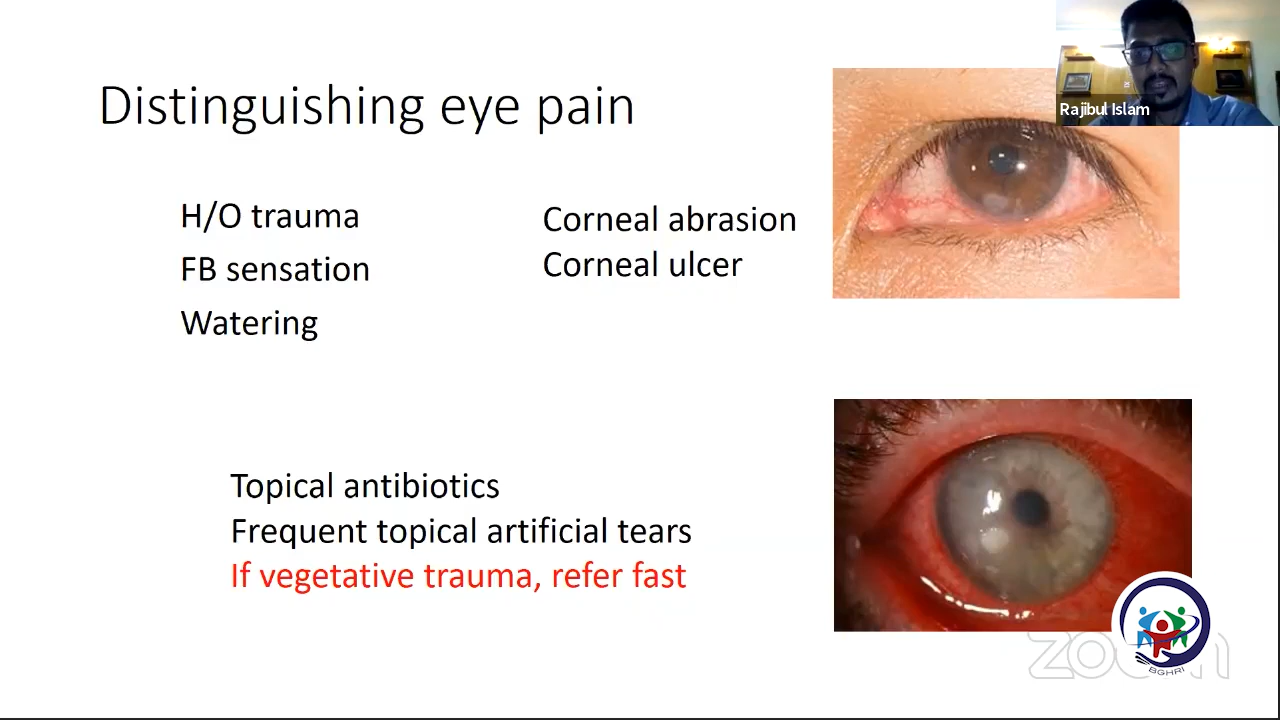 Rajibul Islam
Distinguishing eye pain
H/O trauma
FB sensation
Watering
Corneal abrasion
Corneal ulcer
Topical antibiotics
Frequent topical artificial tears
If vegetative trauma, refer fast
zoom
BGHRI